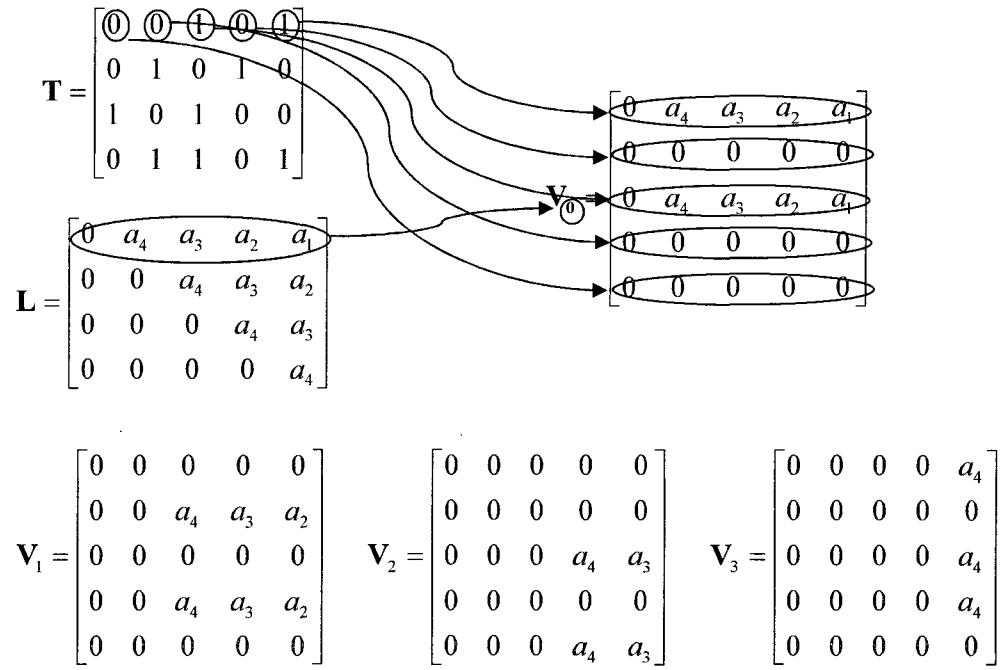 T = [0 0 1 0 1
0 1 0 1 0
1 0 1 0 0
0 1 1 0 1]
V₀ = [0 a₄ a₃ a₂ a₁
0 0 0 0 0
0 a₄ a₃ a₂ a₁
0 0 0 0 0
0 0 0 0 0]
L = [0 a₄ a₃ a₂ a₁
0 0 a₄ a₃ a₂
0 0 0 a₄ a₃
0 0 0 0 a₄]
V₁ = [0 0 0 0 0
0 0 a₄ a₃ a₂
0 0 0 0 0
0 0 a₄ a₃ a₂
0 0 0 0 0]
V₂ = [0 0 0 0 0
0 0 0 0 0
0 0 0 a₄ a₃
0 0 0 0 0
0 0 0 a₄ a₃]
V₃ = [0 0 0 0 a₄
0 0 0 0 0
0 0 0 0 a₄
0 0 0 0 a₄
0 0 0 0 0]